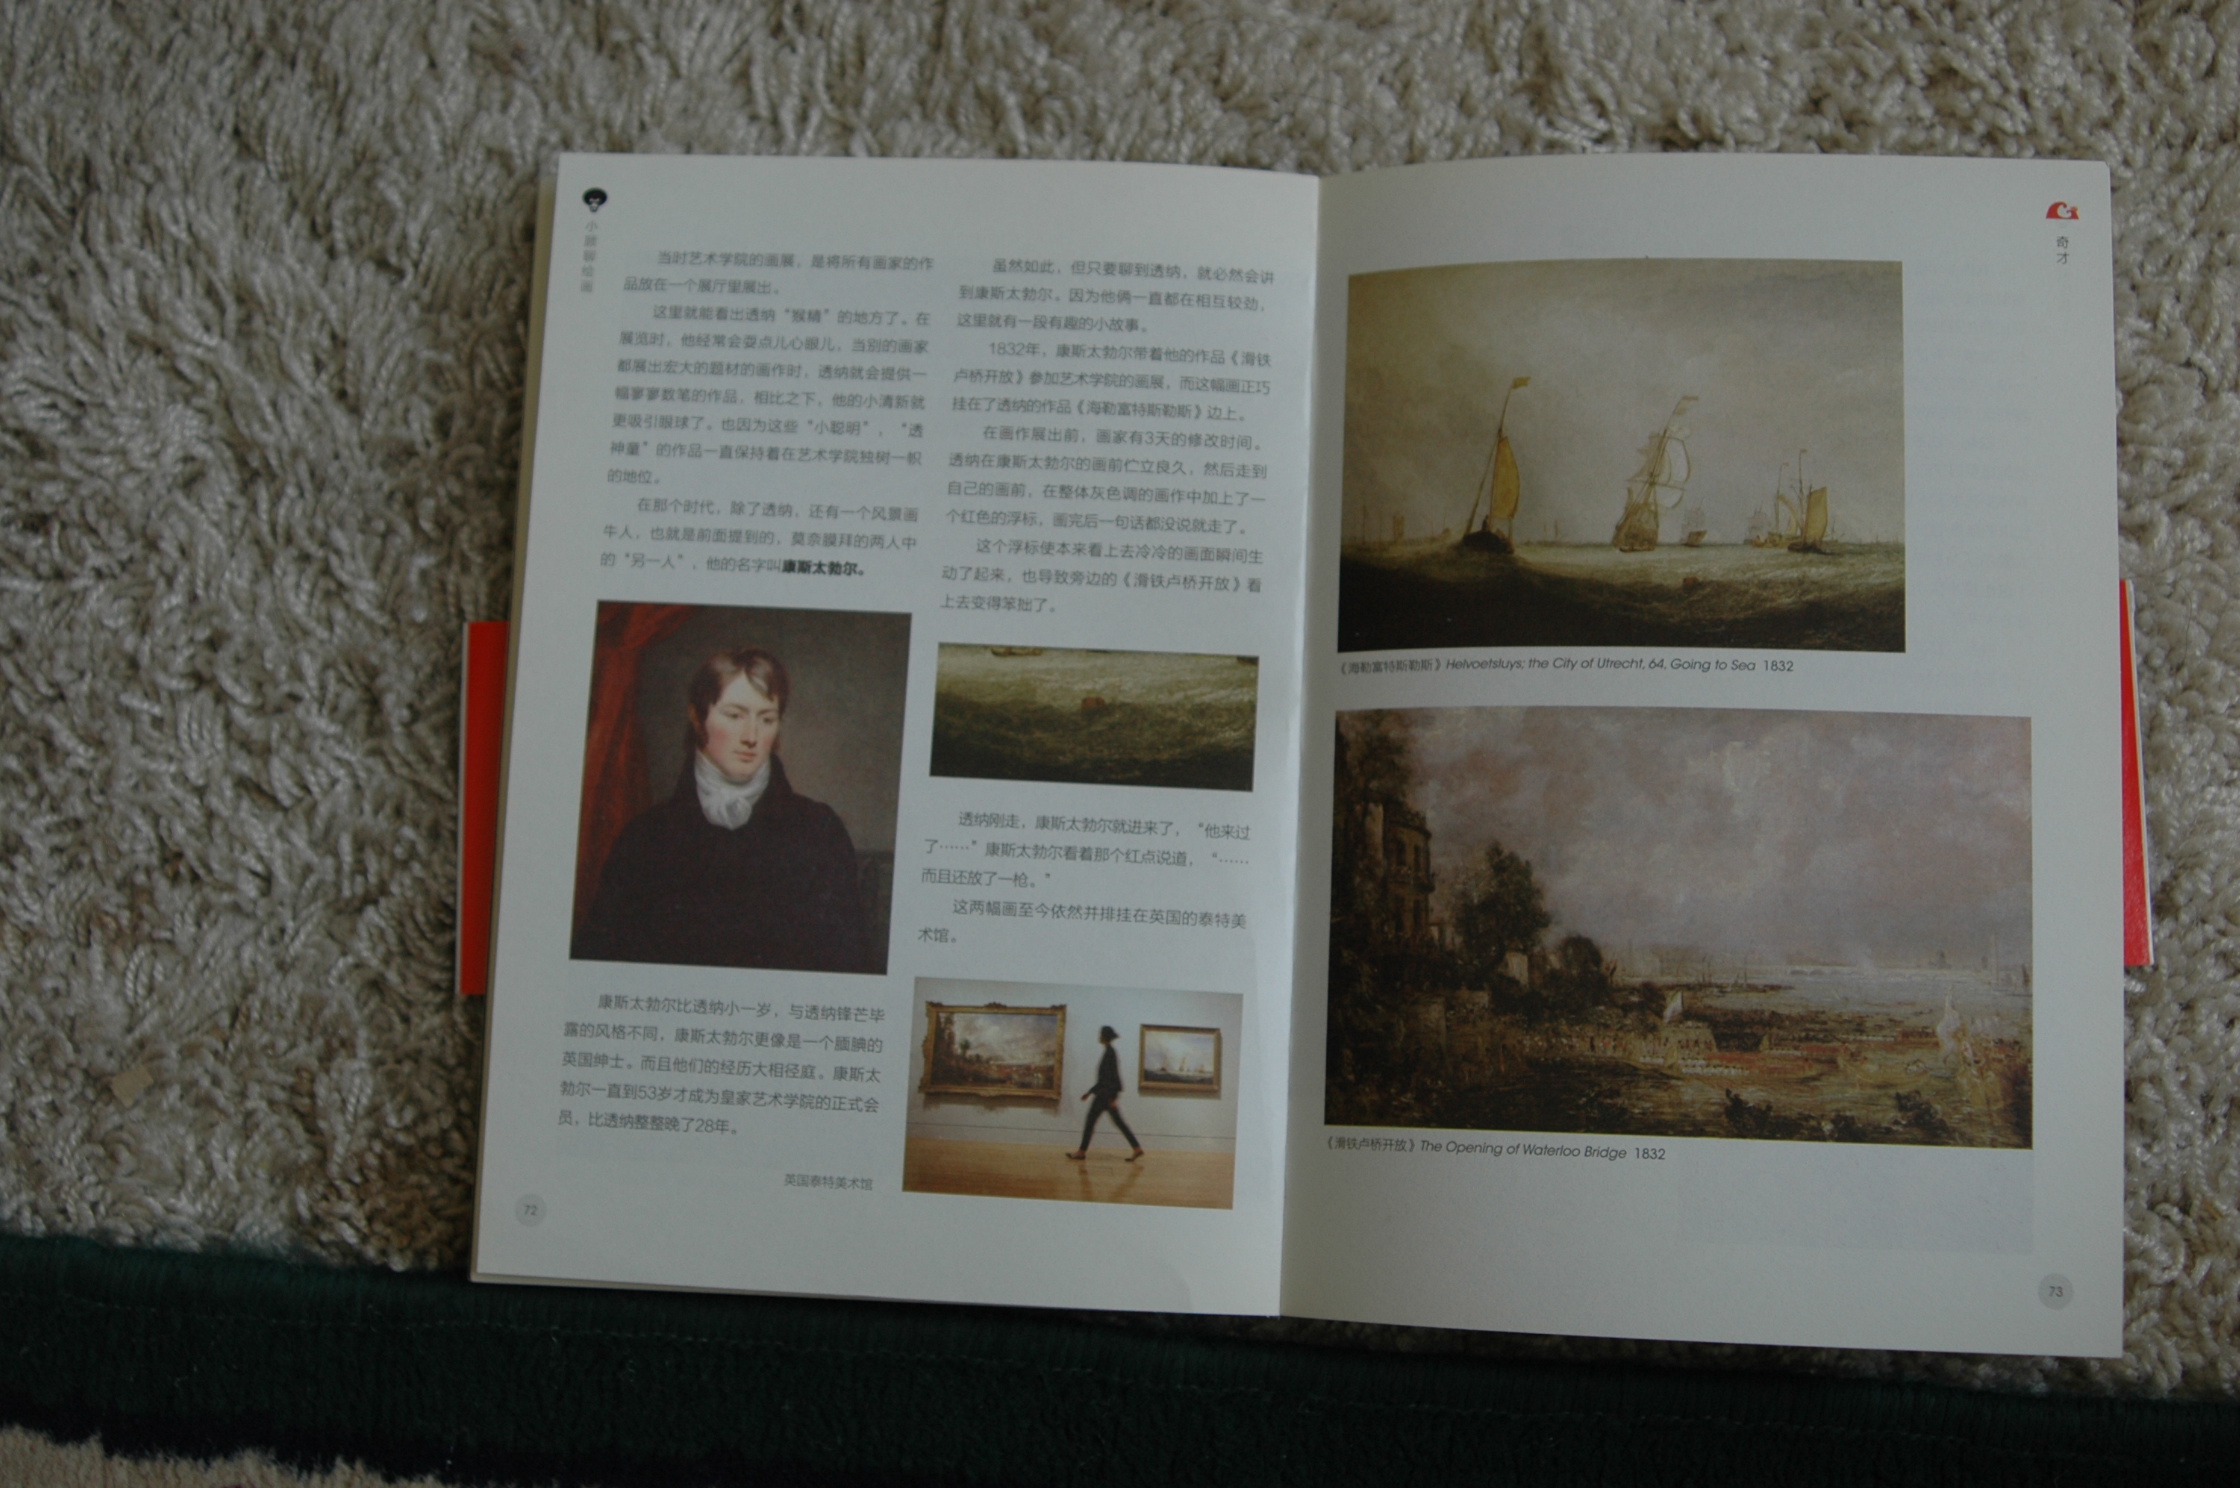 小顾聊绘画
当时艺术学院的画展，是将所有画家的作
品放在一个展厅里展出。
这里就能看出透纳“猴精”的地方了。在
展览时，他经常会耍点儿心眼儿，当别的画家
都展出宏大的题材的画作时，透纳就会提供一
幅寥寥数笔的作品，相比之下，他的小清新就
更吸引眼球了。也因为这些“小聪明”，“透
神童”的作品一直保持着在艺术学院独树一帜
的地位。
在那个时代，除了透纳，还有一个风景画
牛人，也就是前面提到的，莫奈膜拜的两人中
的“另一人”，他的名字叫康斯太勃尔。
康斯太勃尔比透纳小一岁，与透纳锋芒毕
露的风格不同，康斯太勃尔更像是一个腼腆的
英国绅士。而且他们的经历大相径庭。康斯太
勃尔一直到53岁才成为皇家艺术学院的正式会
员，比透纳整整晚了28年。
虽然如此，但只要聊到透纳，就必然会讲
到康斯太勃尔。因为他俩一直都在相互较劲，
这里就有一段有趣的小故事。
1832年，康斯太勃尔带着他的作品《滑铁
卢桥开放》参加艺术学院的画展，而这幅画正巧
挂在了透纳的作品《海勒富特斯勒斯》边上。
在画作展出前，画家有3天的修改时间。
透纳在康斯太勃尔的画前伫立良久，然后走到
自己的画前，在整体灰色调的画作中加上了一
个红色的浮标，画完后一句话都没说就走了。
这个浮标使本来看上去冷冷的画面瞬间生
动了起来，也导致旁边的《滑铁卢桥开放》看
上去变得笨拙了。
透纳刚走，康斯太勃尔就进来了，“他来过
了……”康斯太勃尔看着那个红点说道，“……
而且还放了一枪。”
这两幅画至今依然并排挂在英国的泰特美
术馆。
英国泰特美术馆
72
奇才
《海勒富特斯勒斯》Helvoetsluys; the City of Utrecht, 64, Going to Sea 1832
《滑铁卢桥开放》The Opening of Waterloo Bridge 1832
73